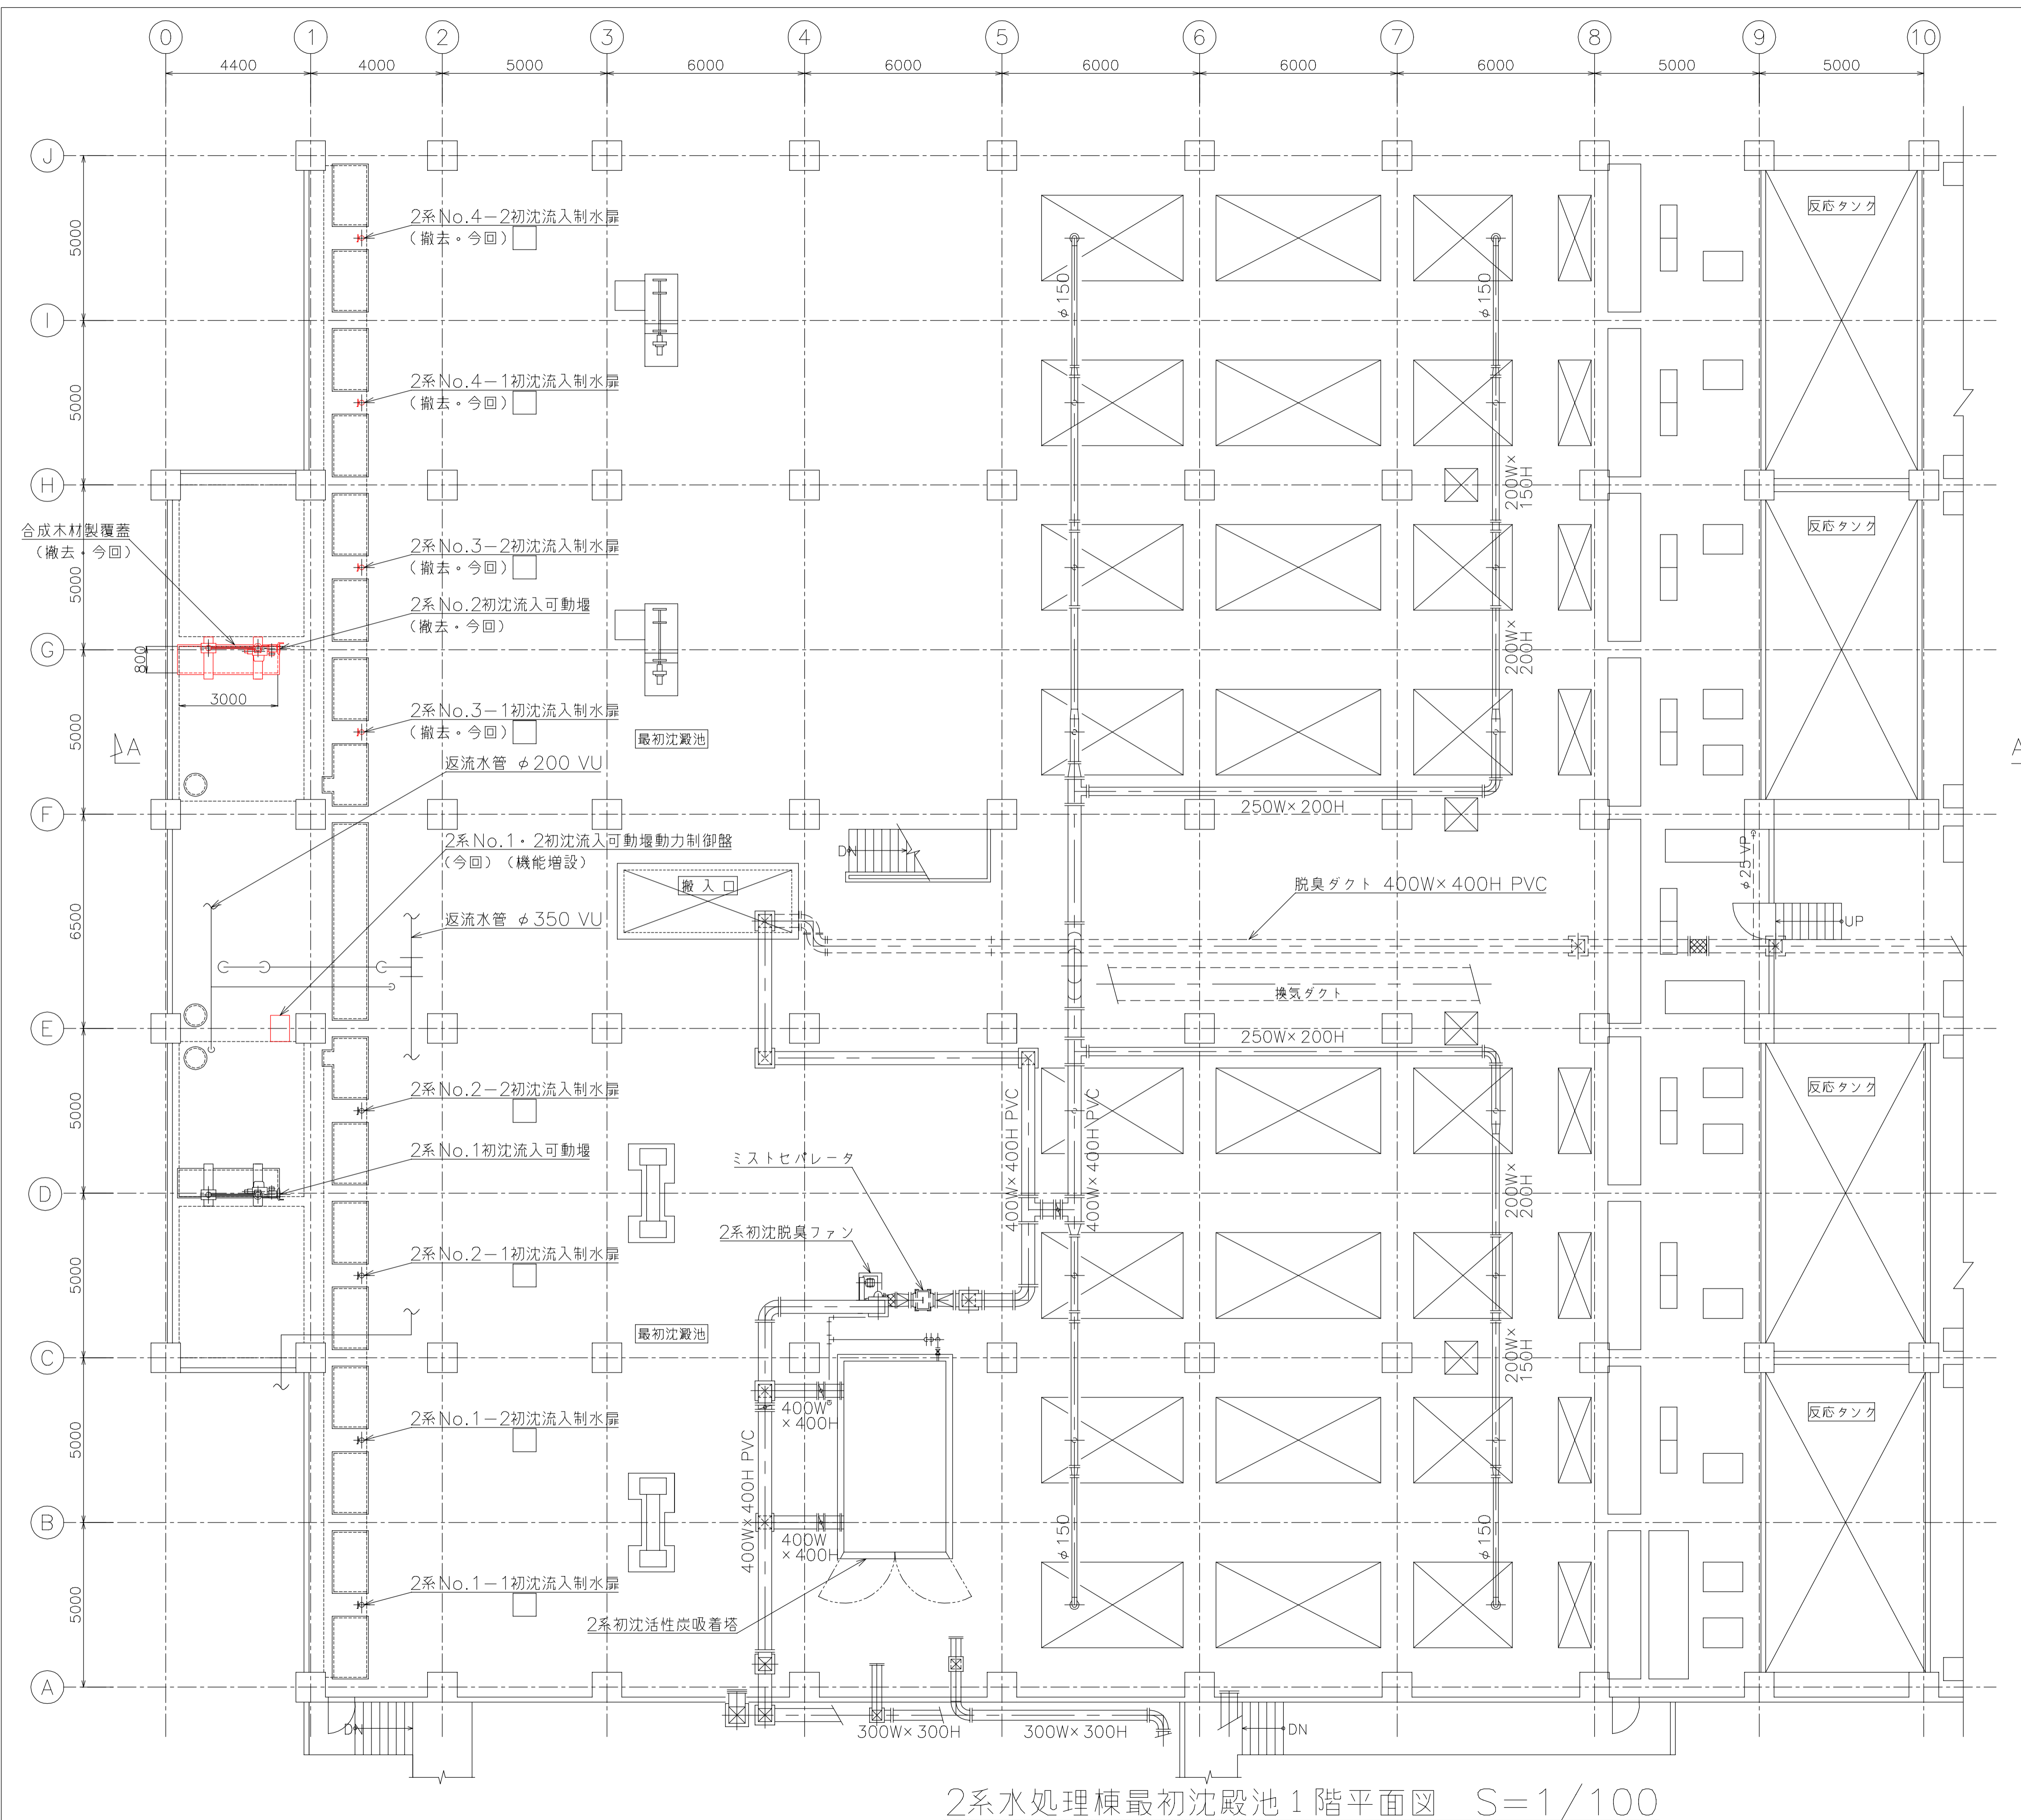 0 1 2 3 4 5 6 7 8 9 10
4400 4000 5000 6000 6000 6000 6000 6000 5000 5000
J
5000
2系No.4−2初沈流入制水扉
（撤去・今回）
反応タンク
φ150
φ150
I
5000
2系No.4−1初沈流入制水扉
（撤去・今回）
H
200W×
150H
合成木材製覆蓋
（撤去・今回）
5000
2系No.3−2初沈流入制水扉
（撤去・今回）
反応タンク
2系No.2初沈流入可動堰
（撤去・今回）
G
800
3000
200W×
200H
5000
2系No.3−1初沈流入制水扉
（撤去・今回）
最初沈澱池
A
A
返流水管 φ200 VU
F
250W×200H
2系No.1・2初沈流入可動堰動力制御盤
（今回）（機能増設）
DN
φ25 VP
搬入口
脱臭ダクト 400W×400H PVC
6500
返流水管 φ350 VU
UP
換気ダクト
E
250W×200H
5000
2系No.2−2初沈流入制水扉
反応タンク
400W×400H PVC
400W×400H PVC
2系No.1初沈流入可動堰
ミストセパレータ
D
200W×
200H
2系初沈脱臭ファン
5000
2系No.2−1初沈流入制水扉
最初沈澱池
C
200W×
150H
5000
2系No.1−2初沈流入制水扉
400W
×400H
反応タンク
400W×400H PVC
B
400W
×400H
φ150
φ150
5000
2系No.1−1初沈流入制水扉
2系初沈活性炭吸着塔
A
DN
300W×300H
300W×300H
DN
2系水処理棟最初沈殿池1階平面図 S=1/100